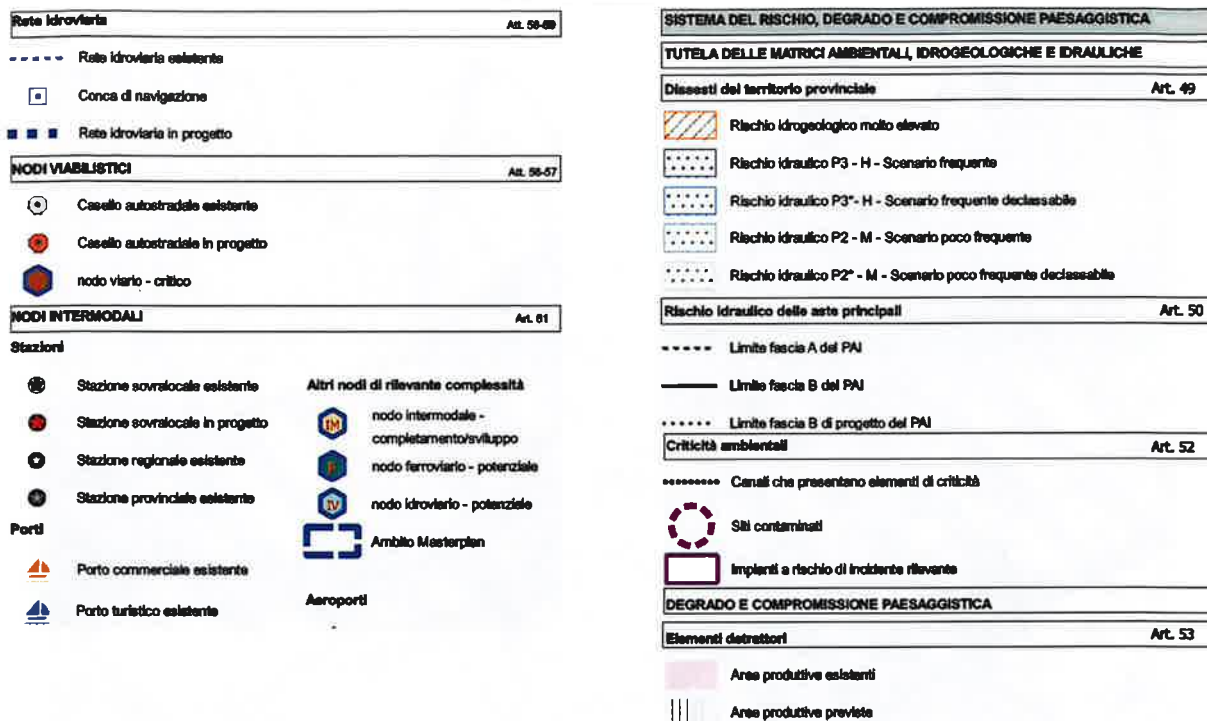 Rete idroviaria Att. 58-59
Rete idroviaria esistente
Conca di navigazione
Rete idroviaria in progetto
NODI VIABILISTICI Att. 56-57
Casello autostradale esistente
Casello autostradale in progetto
nodo viario - critico
NODI INTERMODALI Art. 61
Stazioni
Stazione sovralocale esistente
Stazione sovralocale in progetto
Stazione regionale esistente
Stazione provinciale esistente
Porti
Porto commerciale esistente
Porto turistico esistente
Altri nodi di rilevante complessità
IM nodo intermodale -
completamento/sviluppo
nodo ferroviario - potenziale
IV nodo idroviario - potenziale
Ambito Masterplan
Aeroporti
SISTEMA DEL RISCHIO, DEGRADO E COMPROMISSIONE PAESAGGISTICA
TUTELA DELLE MATRICI AMBIENTALI, IDROGEOLOGICHE E IDRAULICHE
Dissesti del territorio provinciale Art. 49
Rischio idrogeologico molto elevato
Rischio idraulico P3 - H - Scenario frequente
Rischio idraulico P3*- H - Scenario frequente declassabile
Rischio idraulico P2 - M - Scenario poco frequente
Rischio idraulico P2* - M - Scenario poco frequente declassabile
Rischio idraulico delle aste principali Art. 50
Limite fascia A del PAI
Limite fascia B del PAI
Limite fascia B di progetto del PAI
Criticità ambientali Art. 52
Canali che presentano elementi di criticità
Siti contaminati
Impianti a rischio di incidente rilevante
DEGRADO E COMPROMISSIONE PAESAGGISTICA
Elementi detrattori Art. 53
Aree produttive esistenti
Aree produttive previste